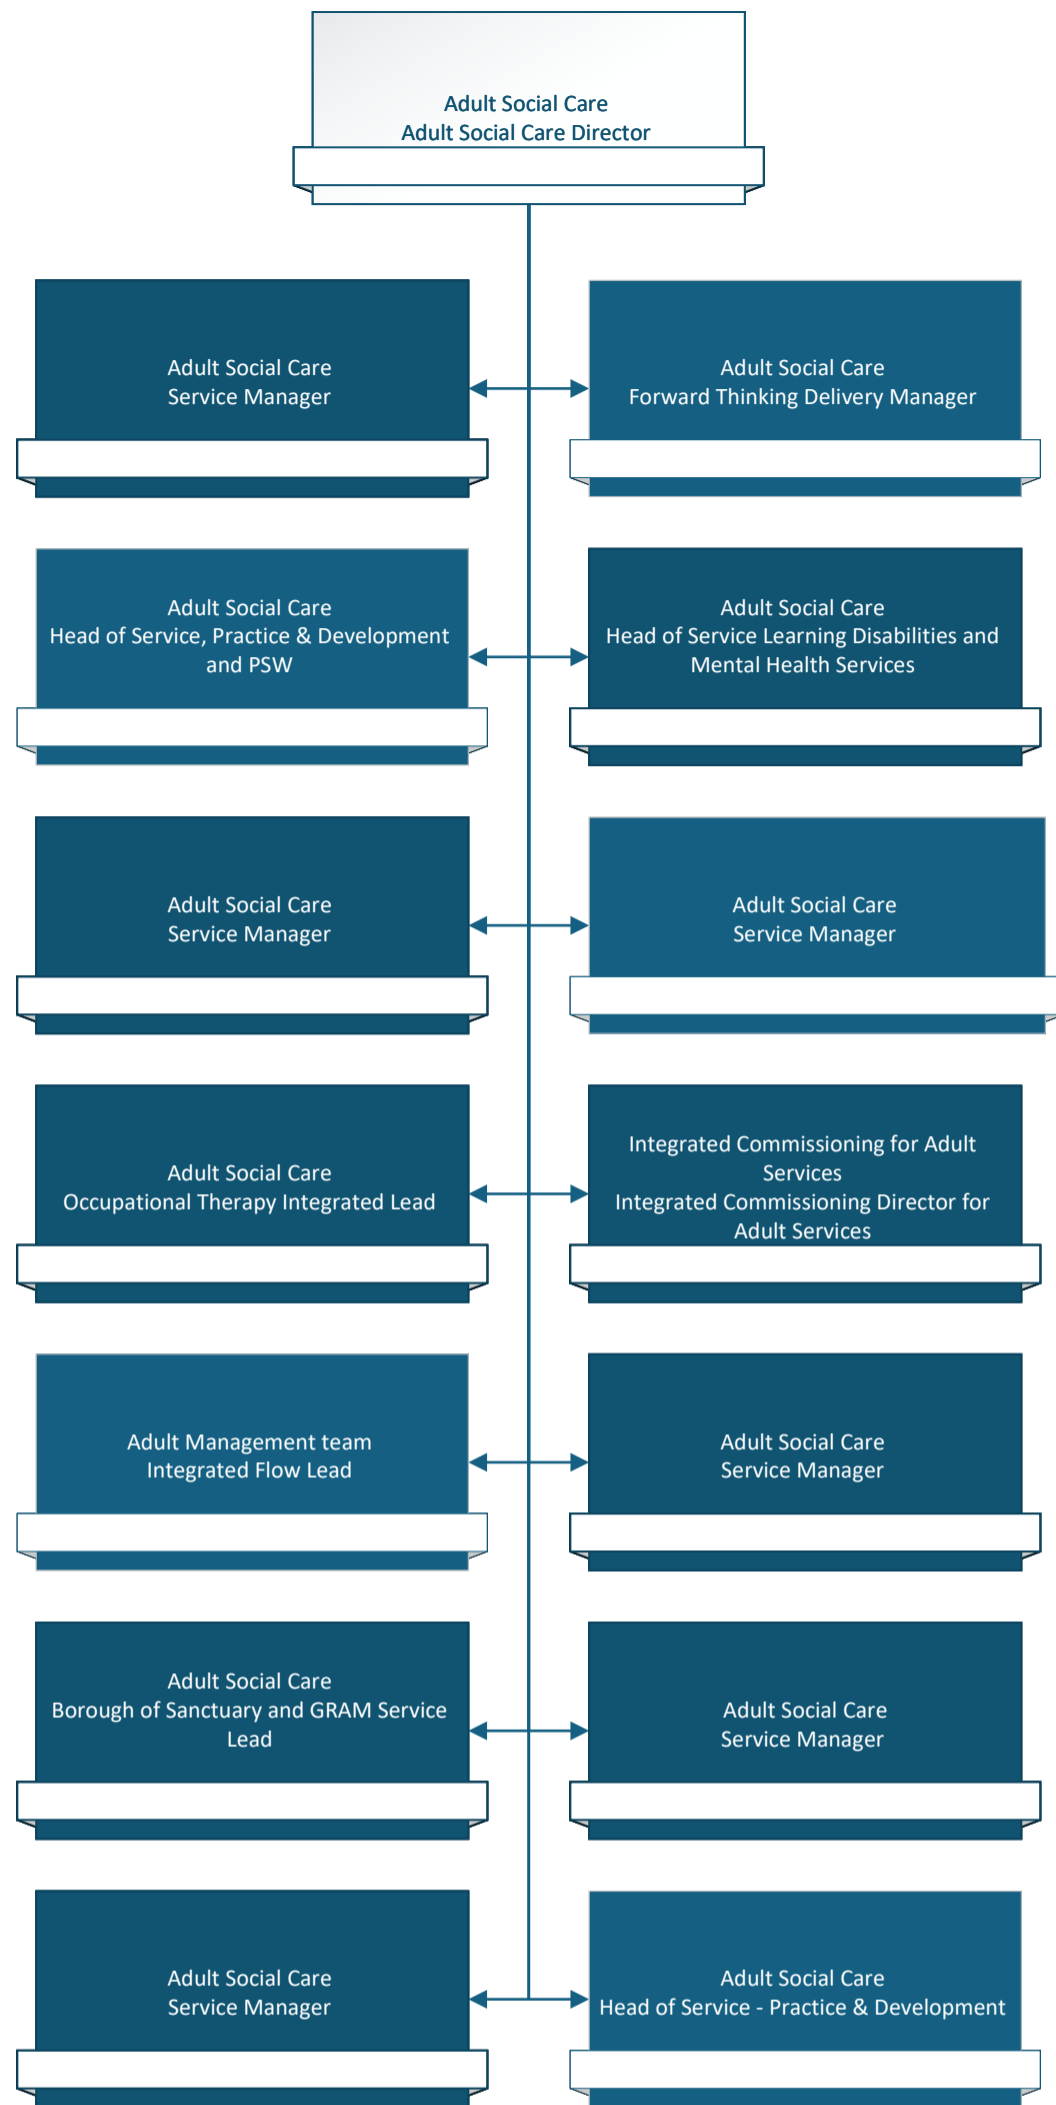 Adult Social Care
Adult Social Care Director
Adult Social Care
Service Manager
Adult Social Care
Forward Thinking Delivery Manager
Adult Social Care
Head of Service, Practice & Development
and PSW
Adult Social Care
Head of Service Learning Disabilities and
Mental Health Services
Adult Social Care
Service Manager
Adult Social Care
Service Manager
Adult Social Care
Occupational Therapy Integrated Lead
Integrated Commissioning for Adult
Services
Integrated Commissioning Director for
Adult Services
Adult Management team
Integrated Flow Lead
Adult Social Care
Service Manager
Adult Social Care
Borough of Sanctuary and GRAM Service
Lead
Adult Social Care
Service Manager
Adult Social Care
Service Manager
Adult Social Care
Head of Service - Practice & Development